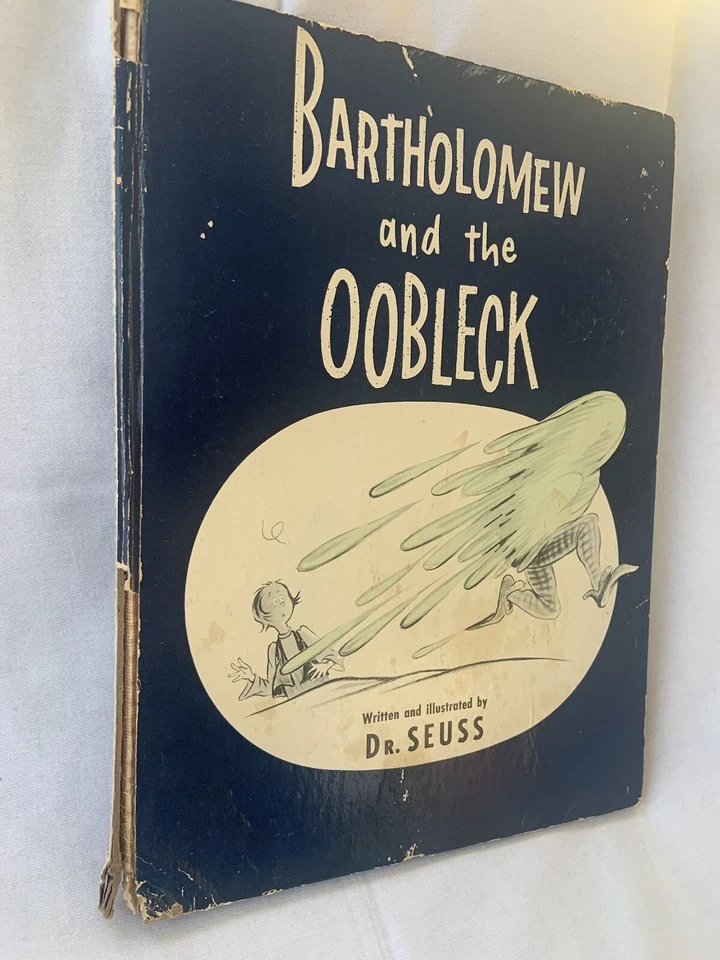 BARTHOLOMEW
and the
OOBLECK
Written and illustrated by
DR. SEUSS